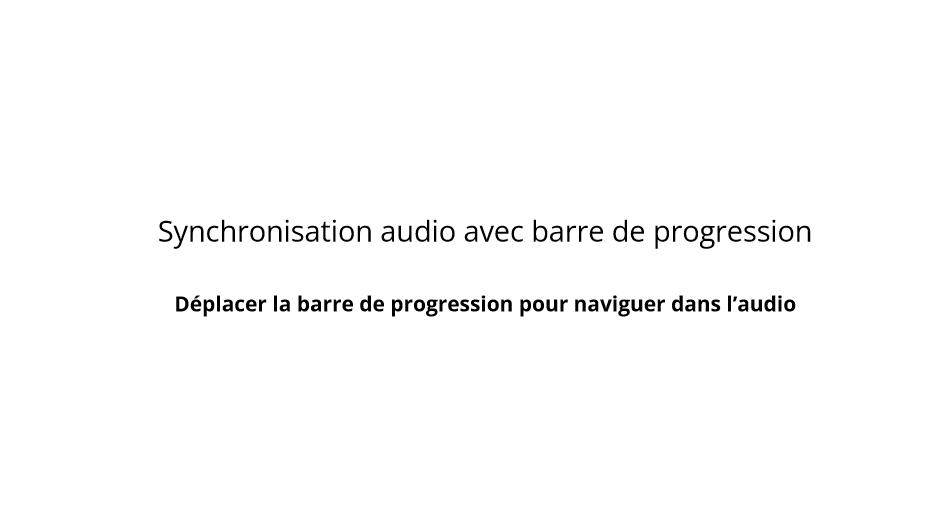 Synchronisation audio avec barre de progression
Déplacer la barre de progression pour naviguer dans l’audio